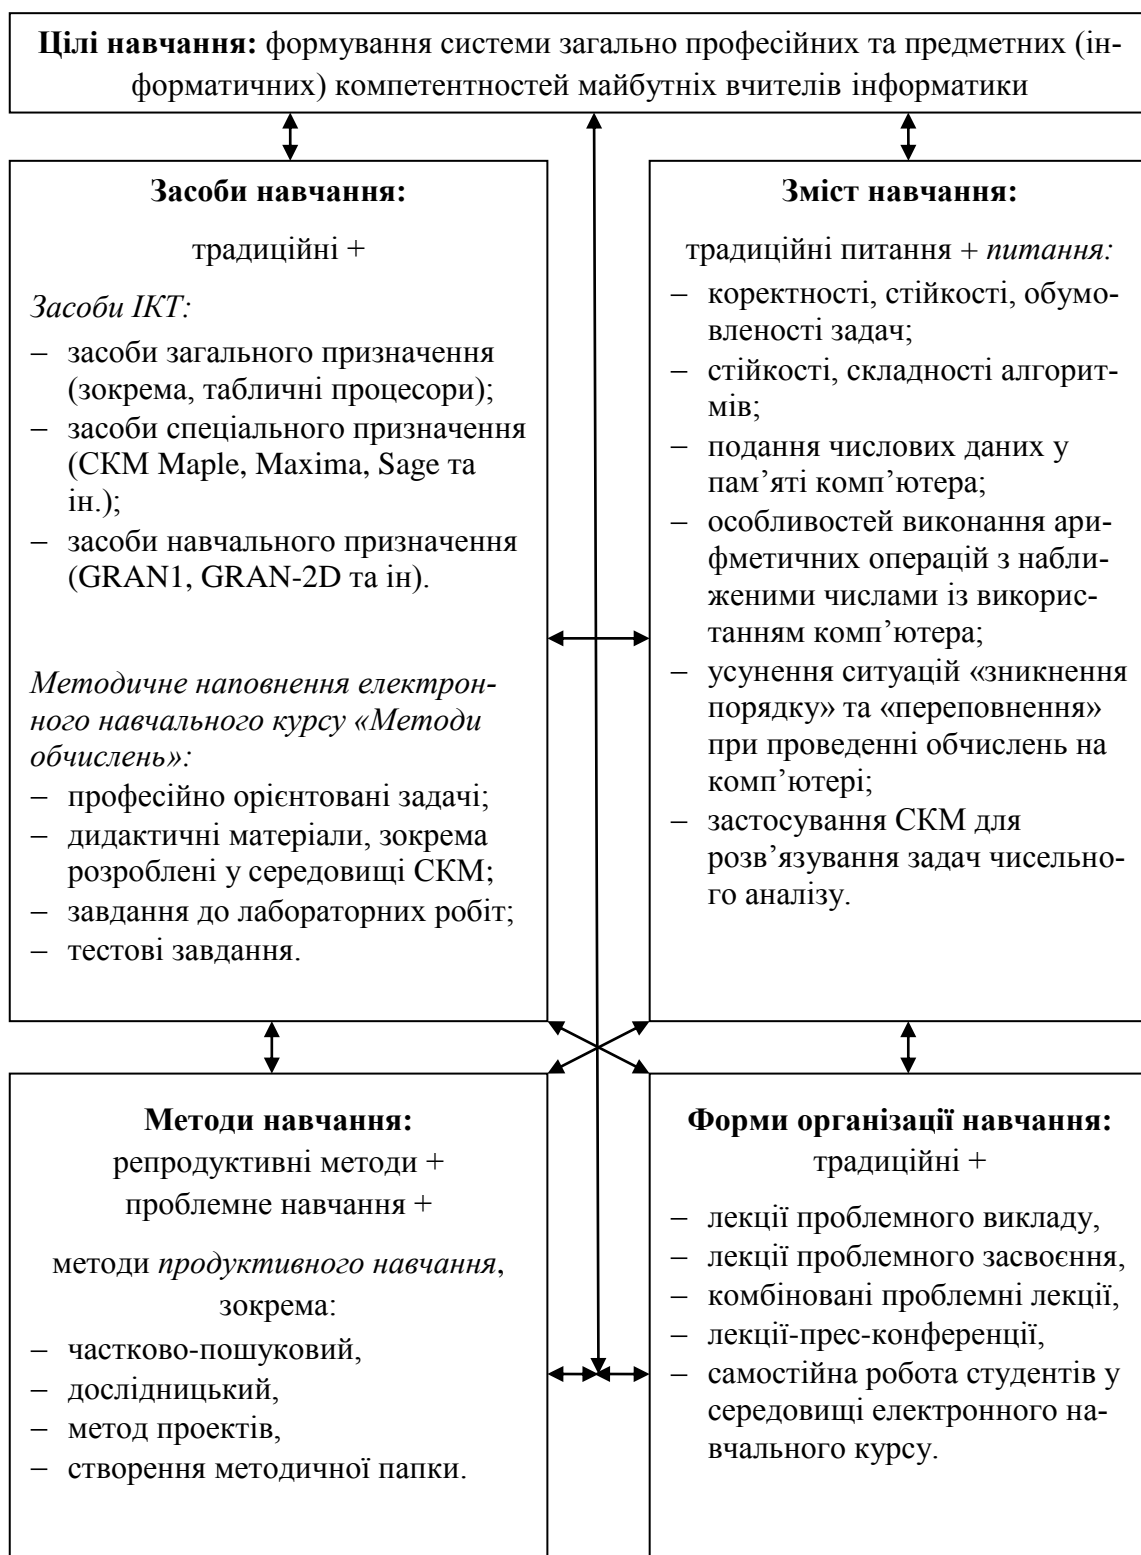 Цілі навчання: формування системи загально професійних та предметних (ін-
форматичних) компетентностей майбутніх вчителів інформатики
Засоби навчання:
традиційні +
Засоби ІКТ:
– засоби загального призначення
(зокрема, табличні процесори);
– засоби спеціального призначення
(СКМ Maple, Maxima, Sage та
ін.);
– засоби навчального призначення
(GRAN1, GRAN-2D та ін).
Методичне наповнення електрон-
ного навчального курсу «Методи
обчислень»:
– професійно орієнтовані задачі;
– дидактичні матеріали, зокрема
розроблені у середовищі СКМ;
– завдання до лабораторних робіт;
– тестові завдання.
Зміст навчання:
традиційні питання + питання:
– коректності, стійкості, обумо-
вленості задач;
– стійкості, складності алгорит-
мів;
– подання числових даних у
пам’яті комп’ютера;
– особливостей виконання ари-
фметичних операцій з набли-
женими числами із викорис-
танням комп’ютера;
– усунення ситуацій «зникнення
порядку» та «переповнення»
при проведенні обчислень на
комп’ютері;
– застосування СКМ для
розв’язування задач чисельно-
го аналізу.
Методи навчання:
репродуктивні методи +
проблемне навчання +
методи продуктивного навчання,
зокрема:
– частково-пошуковий,
– дослідницький,
– метод проектів,
– створення методичної папки.
Форми організації навчання:
традиційні +
– лекції проблемного викладу,
– лекції проблемного засвоєння,
– комбіновані проблемні лекції,
– лекції-прес-конференції,
– самостійна робота студентів у
середовищі електронного на-
вчального курсу.